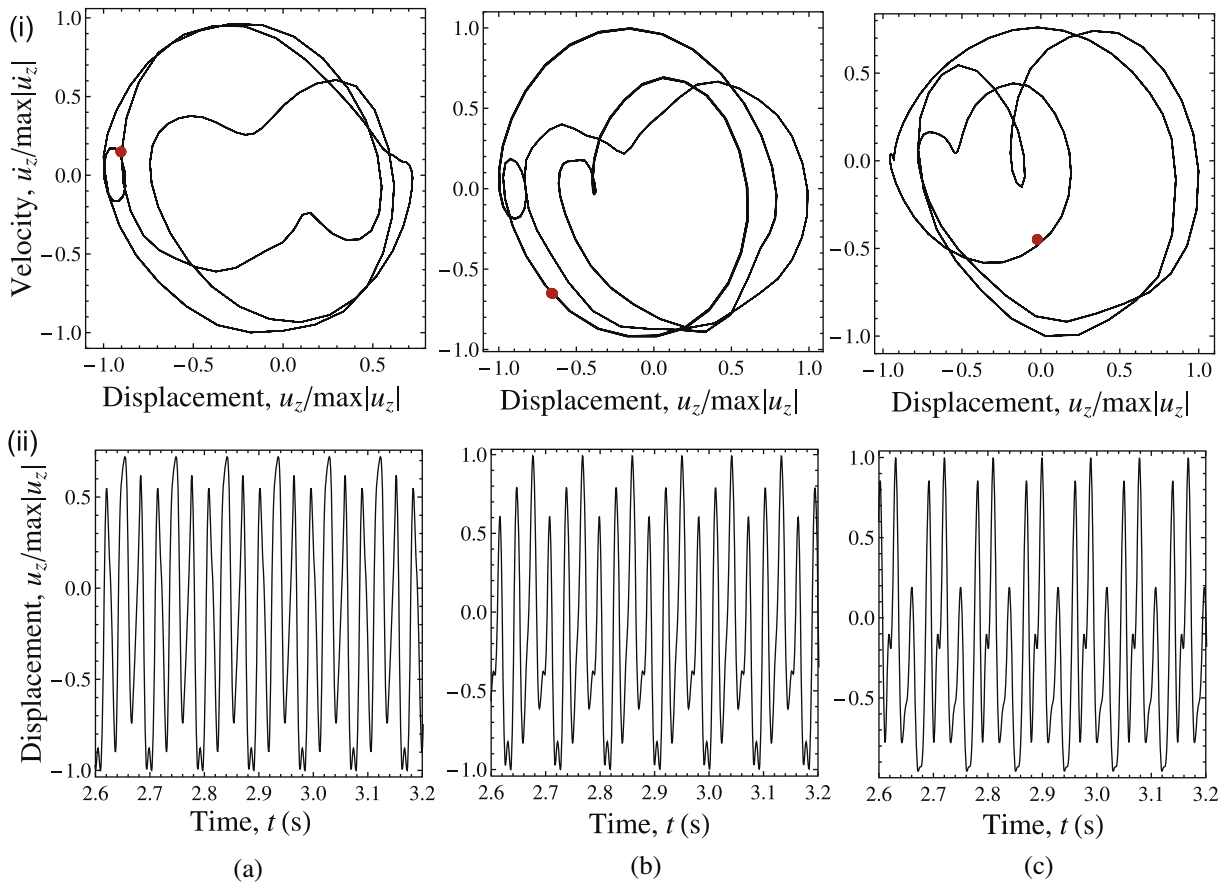 (i)
1.0
0.5
0.0
−0.5
−1.0
−1.0 −0.5 0.0 0.5
Velocity, u̇z/max|u̇z|
Displacement, uz/max|uz|
1.0
0.5
0.0
−0.5
−1.0
−1.0 −0.5 0.0 0.5 1.0
Displacement, uz/max|uz|
0.5
0.0
−0.5
−1.0
−1.0 −0.5 0.0 0.5 1.0
Displacement, uz/max|uz|
(ii)
0.5
0.0
−0.5
−1.0
2.6 2.7 2.8 2.9 3.0 3.1 3.2
Displacement, uz/max|uz|
Time, t (s)
(a)
1.0
0.5
0.0
−0.5
−1.0
2.6 2.7 2.8 2.9 3.0 3.1 3.2
Time, t (s)
(b)
1.0
0.5
0.0
−0.5
2.6 2.7 2.8 2.9 3.0 3.1 3.2
Time, t (s)
(c)